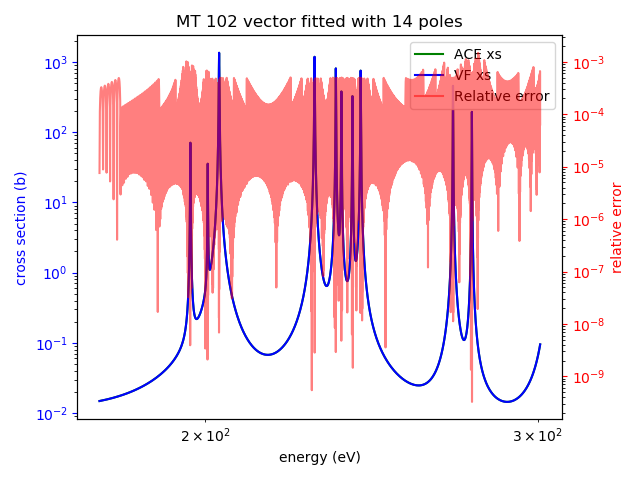 MT 102 vector fitted with 14 poles
ACE xs
VF xs
Relative error
cross section (b)
10³
10²
10¹
10⁰
10⁻¹
10⁻²
10⁻³
10⁻⁴
10⁻⁵
10⁻⁶
10⁻⁷
10⁻⁸
10⁻⁹
relative error
2 × 10²
3 × 10²
energy (eV)